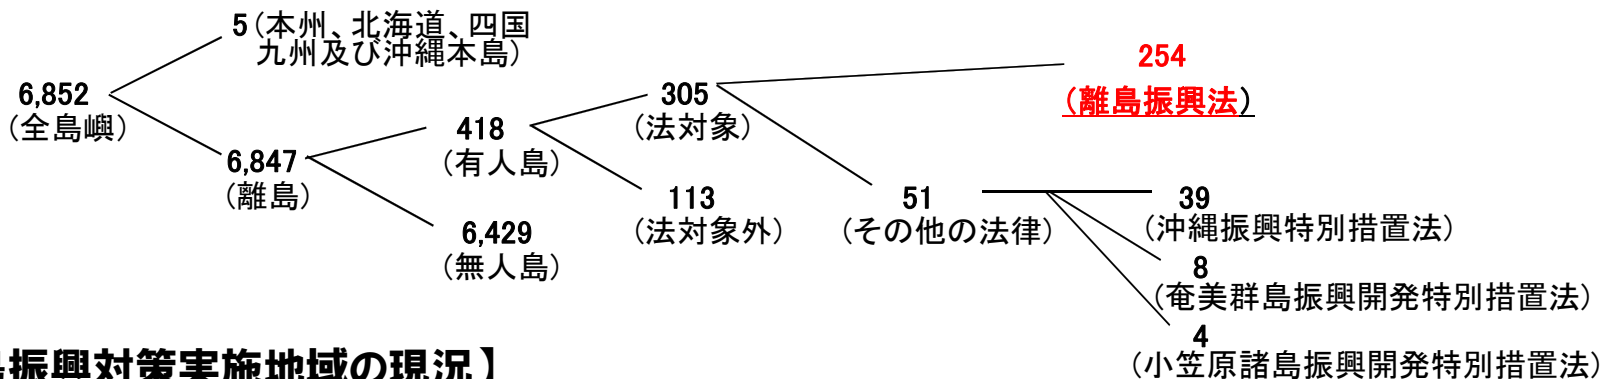 5(本州、北海道、四国
九州及び沖縄本島)
6,852
(全島嶼)
6,847
(離島)
418
(有人島)
6,429
(無人島)
305
(法対象)
113
(法対象外)
254
(離島振興法)
51
(その他の法律)
39
(沖縄振興特別措置法)
8
(奄美群島振興開発特別措置法)
4
(小笠原諸島振興開発特別措置法)
振興対策実施地域の現況】